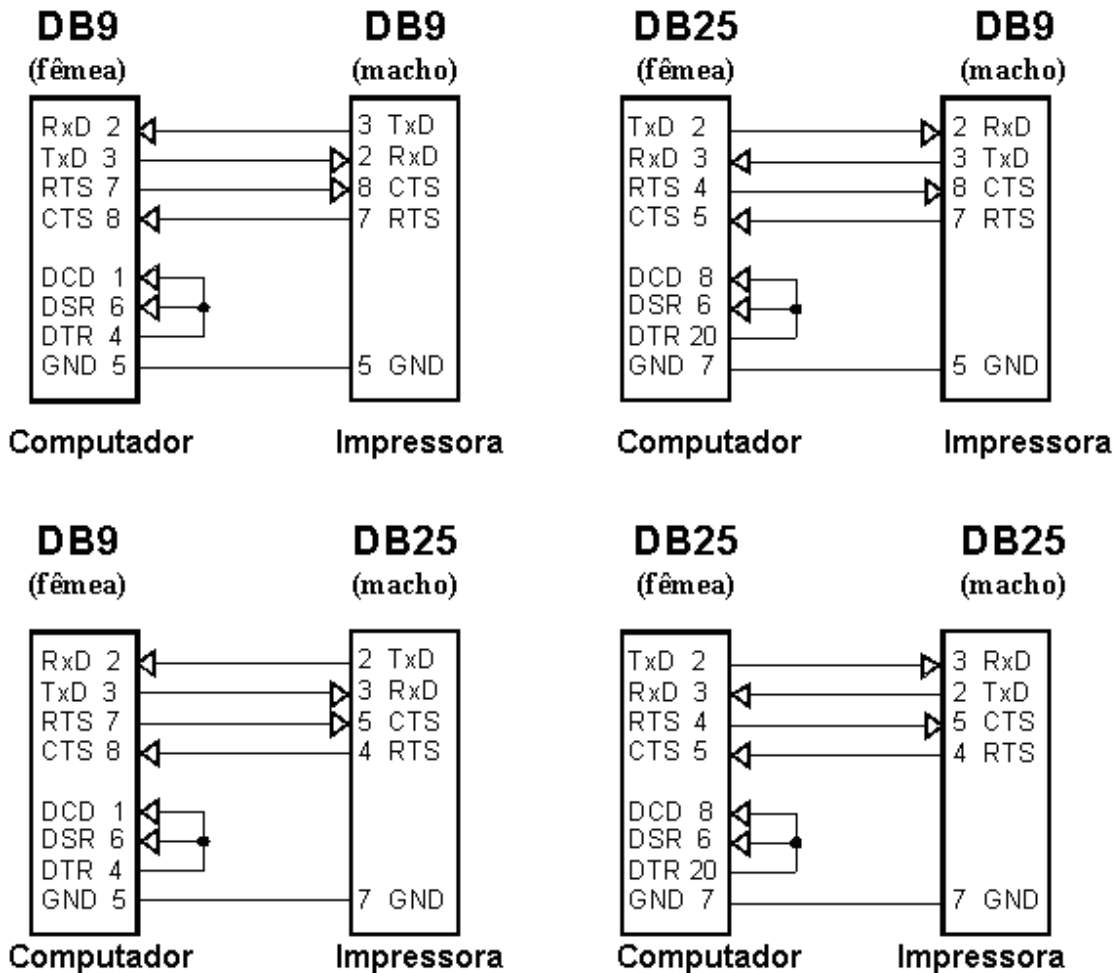 DB9 DB9
(fêmea) (macho)
RxD 2 3 TxD
TxD 3 2 RxD
RTS 7 8 CTS
CTS 8 7 RTS
DCD 1
DSR 6
DTR 4
GND 5 5 GND
Computador Impressora
DB25 DB9
(fêmea) (macho)
TxD 2 2 RxD
RxD 3 3 TxD
RTS 4 8 CTS
CTS 5 7 RTS
DCD 8
DSR 6
DTR 20
GND 7 5 GND
Computador Impressora
DB9 DB25
(fêmea) (macho)
RxD 2 2 TxD
TxD 3 3 RxD
RTS 7 5 CTS
CTS 8 4 RTS
DCD 1
DSR 6
DTR 4
GND 5 7 GND
Computador Impressora
DB25 DB25
(fêmea) (macho)
TxD 2 3 RxD
RxD 3 2 TxD
RTS 4 5 CTS
CTS 5 4 RTS
DCD 8
DSR 6
DTR 20
GND 7 7 GND
Computador Impressora